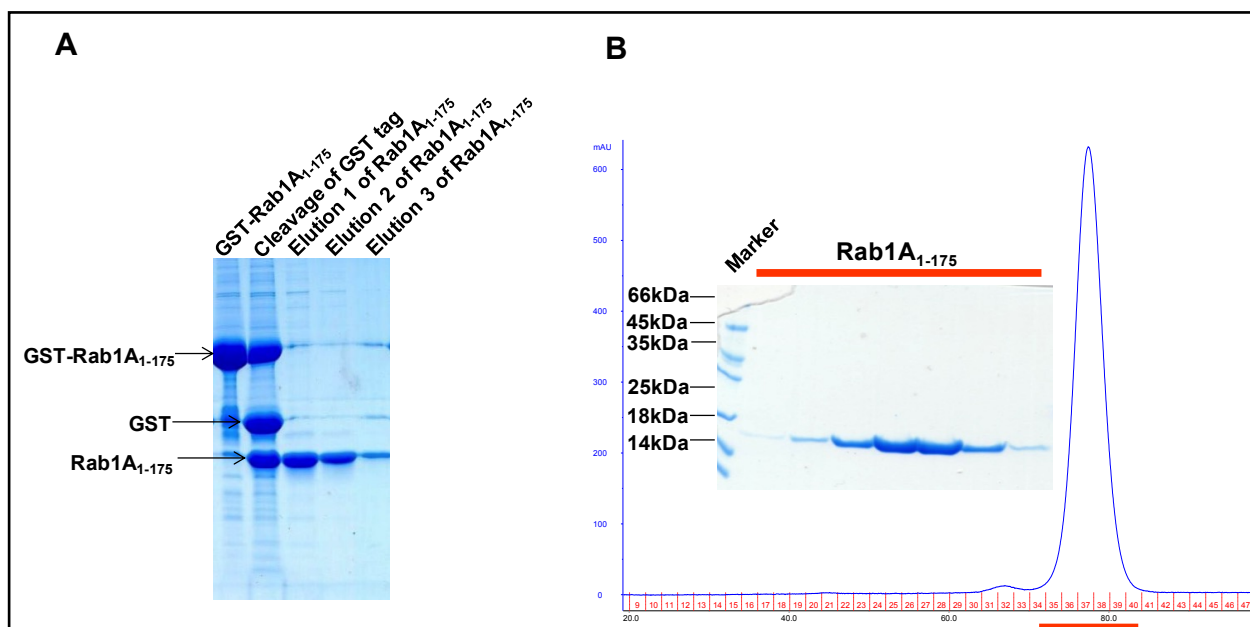 A
GST-Rab1A1-175
Cleavage of GST tag
Elution 1 of Rab1A1-175
Elution 2 of Rab1A1-175
Elution 3 of Rab1A1-175
GST-Rab1A1-175
GST
Rab1A1-175
B
mAU
600
500
400
300
200
100
0
Marker
Rab1A1-175
66kDa
45kDa
35kDa
25kDa
18kDa
14kDa
9 10 11 12 13 14 15 16 17 18 19 20 21 22 23 24 25 26 27 28 29 30 31 32 33 34 35 36 37 38 39 40 41 42 43 44 45 46 47
20.0 40.0 60.0 80.0